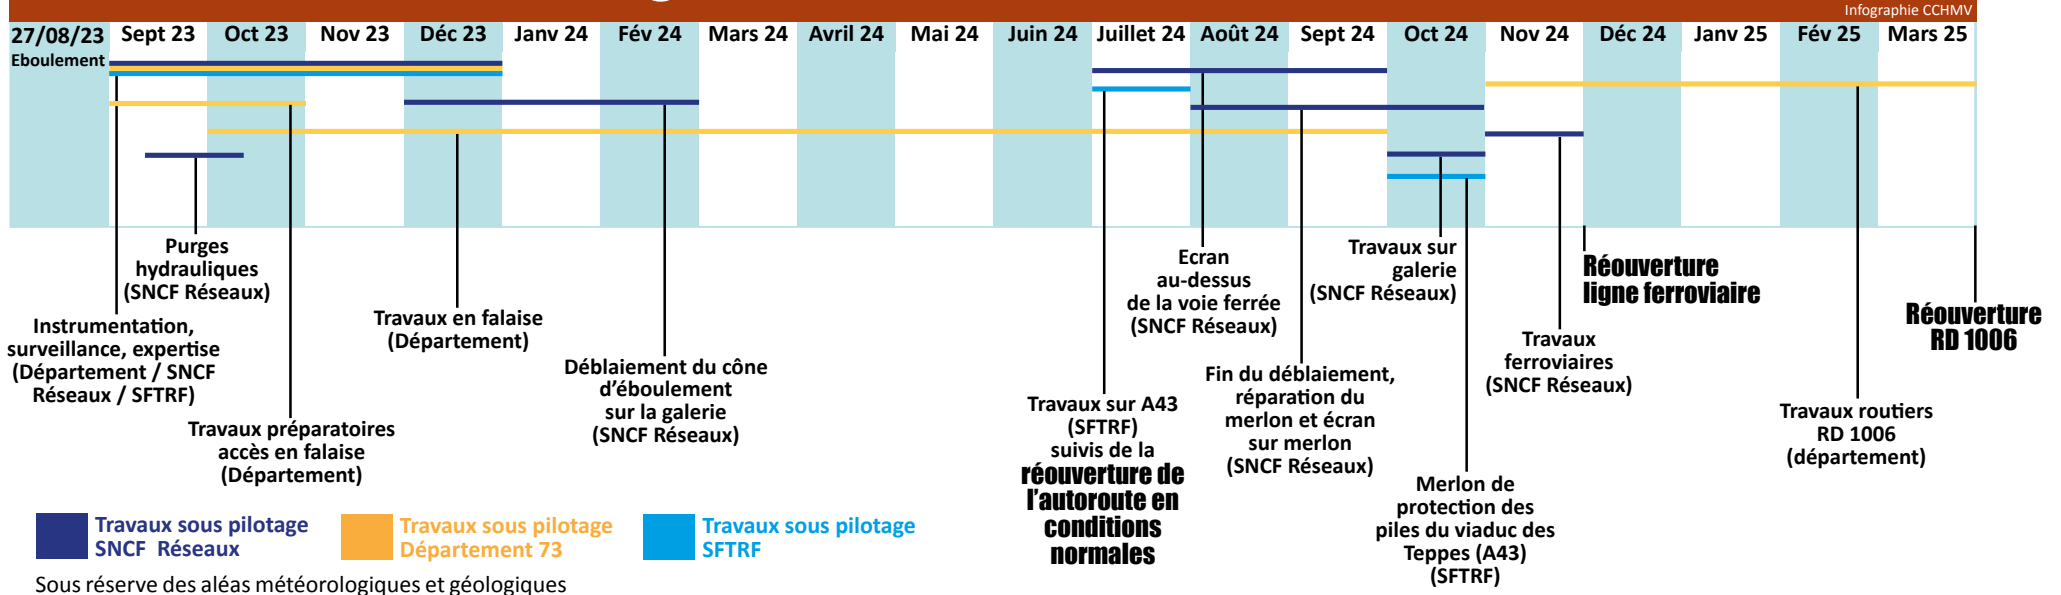 Infographie CCHMV
27/08/23
Eboulement
Sept 23
Oct 23
Nov 23
Déc 23
Janv 24
Fév 24
Mars 24
Avril 24
Mai 24
Juin 24
Juillet 24
Août 24
Sept 24
Oct 24
Nov 24
Déc 24
Janv 25
Fév 25
Mars 25
Purges
hydrauliques
(SNCF Réseaux)
Instrumentation,
surveillance, expertise
(Département / SNCF
Réseaux / SFTRF)
Travaux préparatoires
accès en falaise
(Département)
Travaux en falaise
(Département)
Déblaiement du cône
d'éboulement
sur la galerie
(SNCF Réseaux)
Travaux sur A43
(SFTRF)
suivis de la
réouverture de
l'autoroute en
conditions
normales
Ecran
au-dessus
de la voie ferrée
(SNCF Réseaux)
Fin du déblaiement,
réparation du
merlon et écran
sur merlon
(SNCF Réseaux)
Travaux sur
galerie
(SNCF Réseaux)
Merlon de
protection des
piles du viaduc des
Teppes (A43)
(SFTRF)
Travaux
ferroviaires
(SNCF Réseaux)
Réouverture
ligne ferroviaire
Travaux routiers
RD 1006
(département)
Réouverture
RD 1006
Travaux sous pilotage
SNCF Réseaux
Travaux sous pilotage
Département 73
Travaux sous pilotage
SFTRF
Sous réserve des aléas météorologiques et géologiques